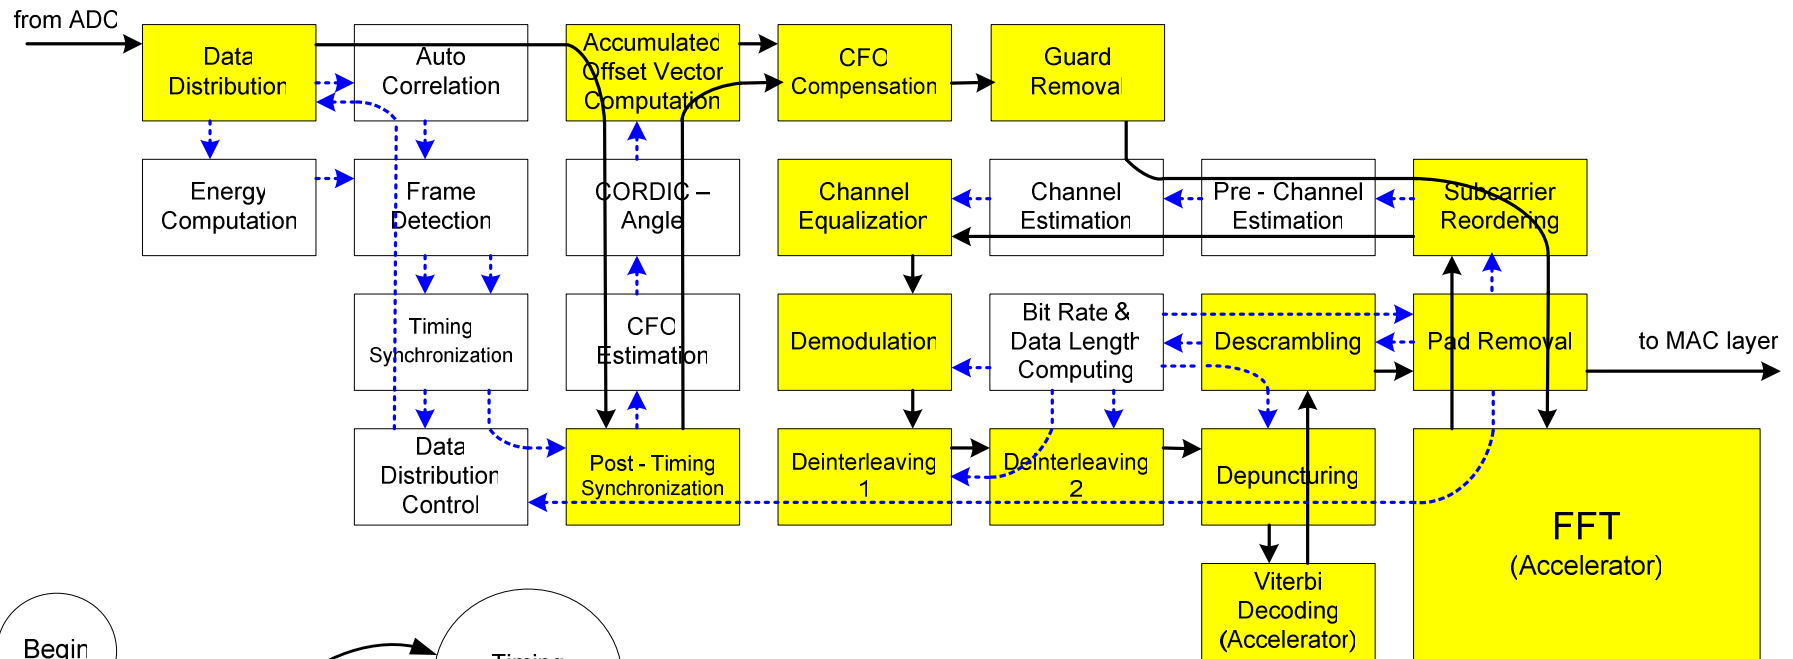 from ADC
Data
Distribution
Auto
Correlation
Accumulated
Offset Vector
Computation
CFO
Compensation
Guard
Removal
Energy
Computation
Frame
Detection
CORDIC –
Angle
Channel
Equalization
Channel
Estimation
Pre - Channel
Estimation
Subcarrier
Reordering
Timing
Synchronization
CFO
Estimation
Demodulation
Bit Rate &
Data Length
Computing
Descrambling
Pad Removal
to MAC layer
Data
Distribution
Control
Post - Timing
Synchronization
Deinterleaving
1
Deinterleaving
2
Depuncturing
FFT
(Accelerator)
Viterbi
Decoding
(Accelerator)
Begin
Timing